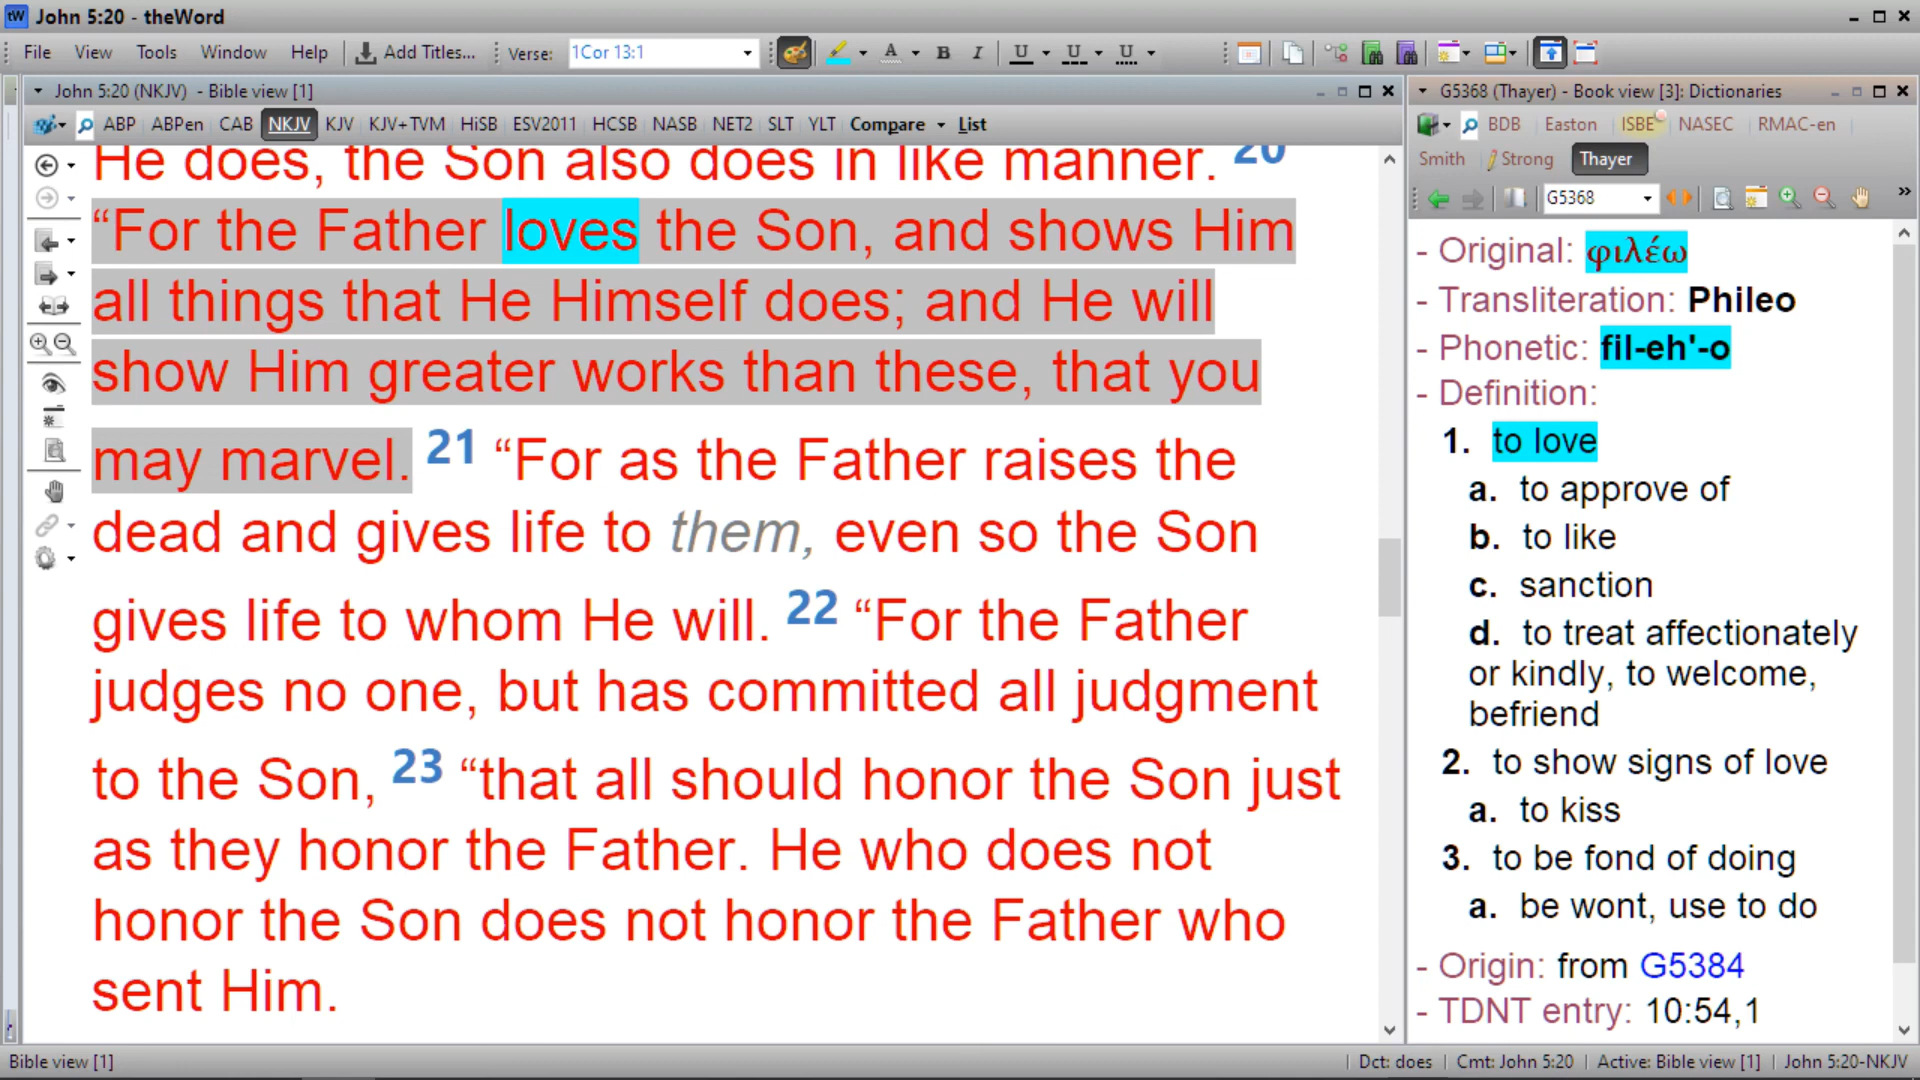 John 5:20 - theWord
File View Tools Window Help Add Titles... Verse: 1Cor 13:1 A B I U U U
John 5:20 (NKJV) - Bible view [1]
ABP ABPen CAB NKJV KJV KJV+TVM HiSB ESV2011 HCSB NASB NET2 SLT YLT Compare List
He does, the Son also does in like manner. 20
“For the Father loves the Son, and shows Him
all things that He Himself does; and He will
show Him greater works than these, that you
may marvel. 21 “For as the Father raises the
dead and gives life to them, even so the Son
gives life to whom He will. 22 “For the Father
judges no one, but has committed all judgment
to the Son, 23 “that all should honor the Son just
as they honor the Father. He who does not
honor the Son does not honor the Father who
sent Him.
G5368 (Thayer) - Book view [3]: Dictionaries
BDB Easton ISBE NASEC RMAC-en
Smith Strong Thayer
G5368 »
- Original: φιλέω
- Transliteration: Phileo
- Phonetic: fil-eh'-o
- Definition:
1. to love
a. to approve of
b. to like
c. sanction
d. to treat affectionately
or kindly, to welcome,
befriend
2. to show signs of love
a. to kiss
3. to be fond of doing
a. be wont, use to do
- Origin: from G5384
- TDNT entry: 10:54,1
Bible view [1] Dct: does Cmt: John 5:20 Active: Bible view [1] John 5:20-NKJV